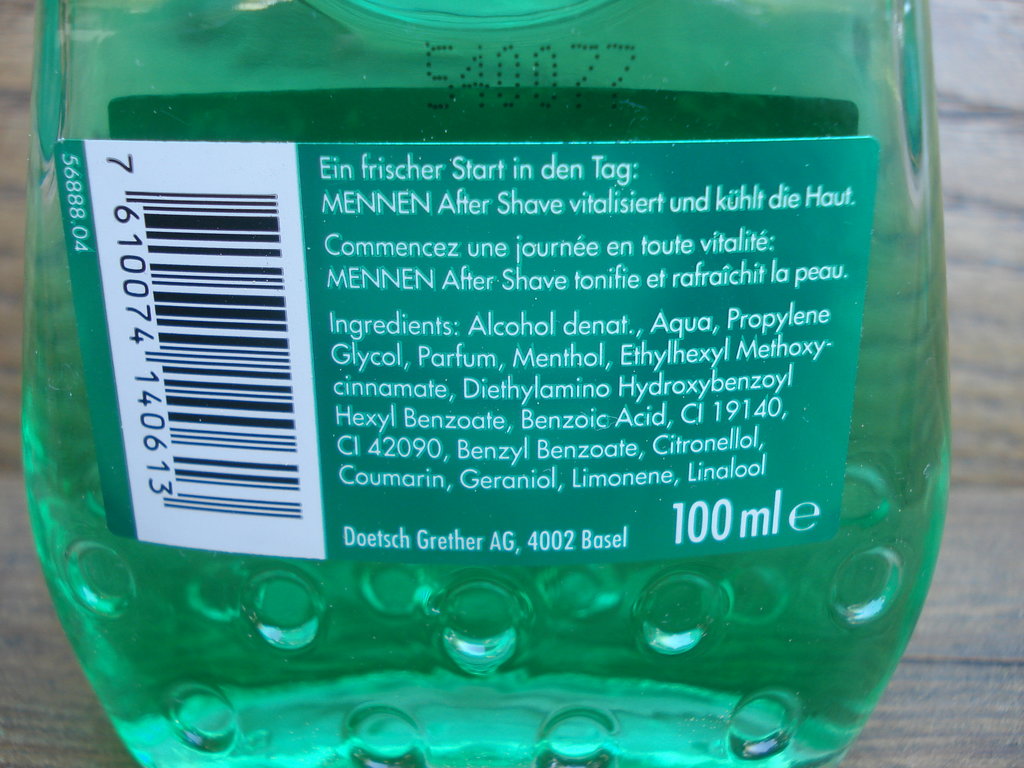 540077
56888.04
7 610074 140613
Ein frischer Start in den Tag:
MENNEN After Shave vitalisiert und kühlt die Haut.
Commencez une journée en toute vitalité:
MENNEN After Shave tonifie et rafraîchit la peau.
Ingredients: Alcohol denat., Aqua, Propylene
Glycol, Parfum, Menthol, Ethylhexyl Methoxy-
cinnamate, Diethylamino Hydroxybenzoyl
Hexyl Benzoate, Benzoic Acid, CI 19140,
CI 42090, Benzyl Benzoate, Citronellol,
Coumarin, Geraniol, Limonene, Linalool
Doetsch Grether AG, 4002 Basel
100 ml ℮